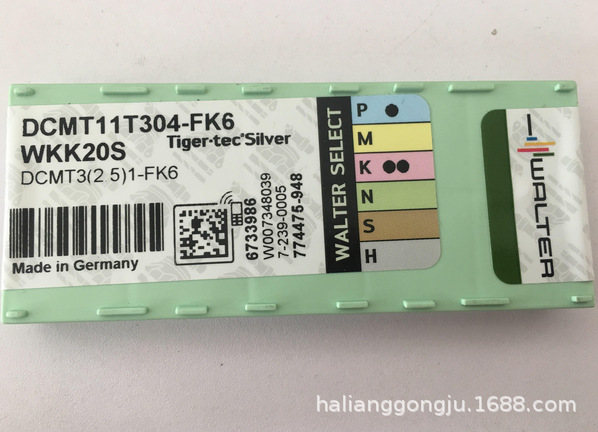 DCMT11T304-FK6
WKK20S Tiger·tec®Silver
DCMT3(2 5)1-FK6
Made in Germany
6733986
W007348039
7-239-0005
774475-948
WALTER SELECT
P ●
M
K ●●
N
S
H
WALTER
halianggongju.1688.com